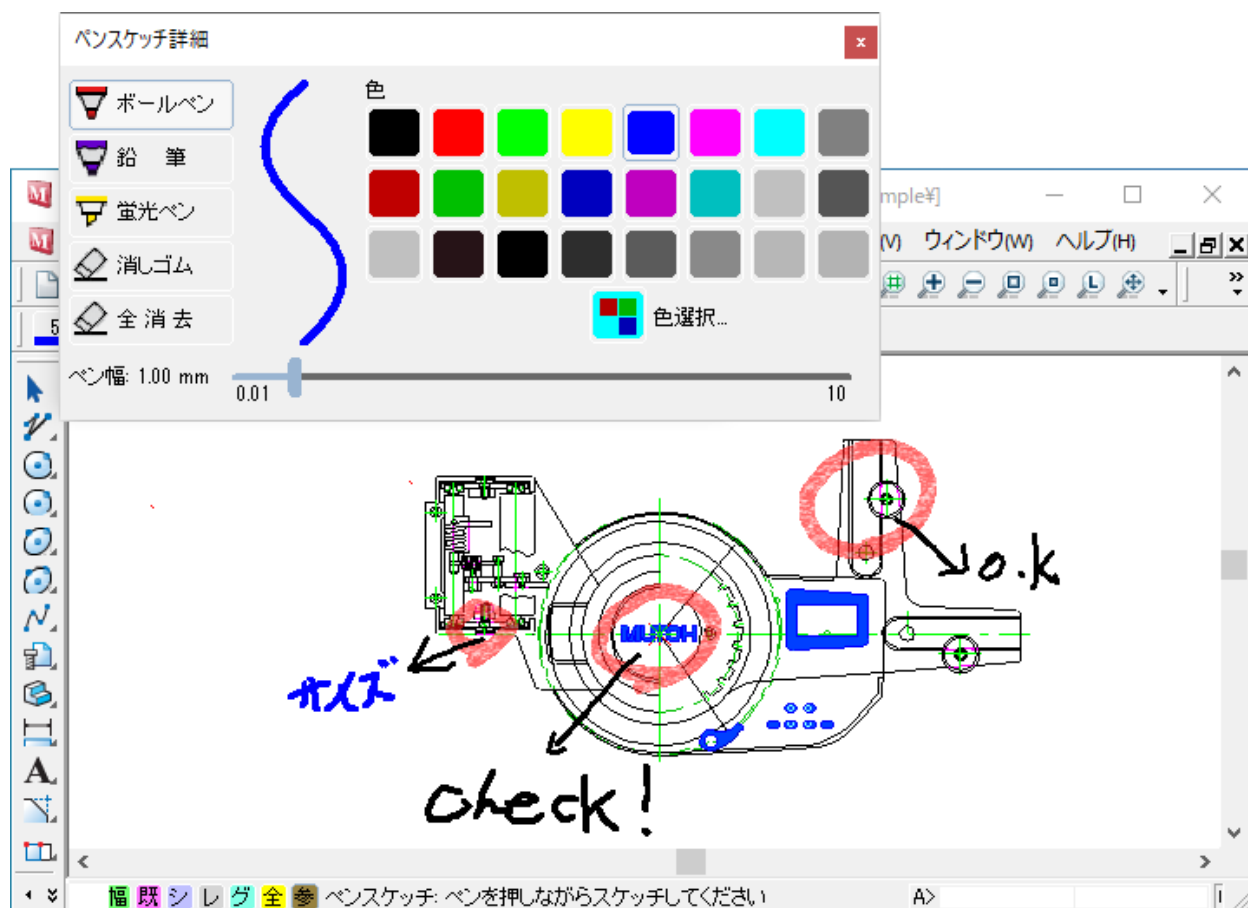 ペンスケッチ詳細
x
ボールペン
鉛 筆
蛍光ペン
消しゴム
全消去
色
色選択...
ペン幅: 1.00 mm
0.01
10
mple¥]
(V) ウィンドウ(W) ヘルプ(H)
L
5
A
o.k
MUTOH
サイズ
check!
幅 既 シ レ グ 全 参 ペンスケッチ: ペンを押しながらスケッチしてください
A>